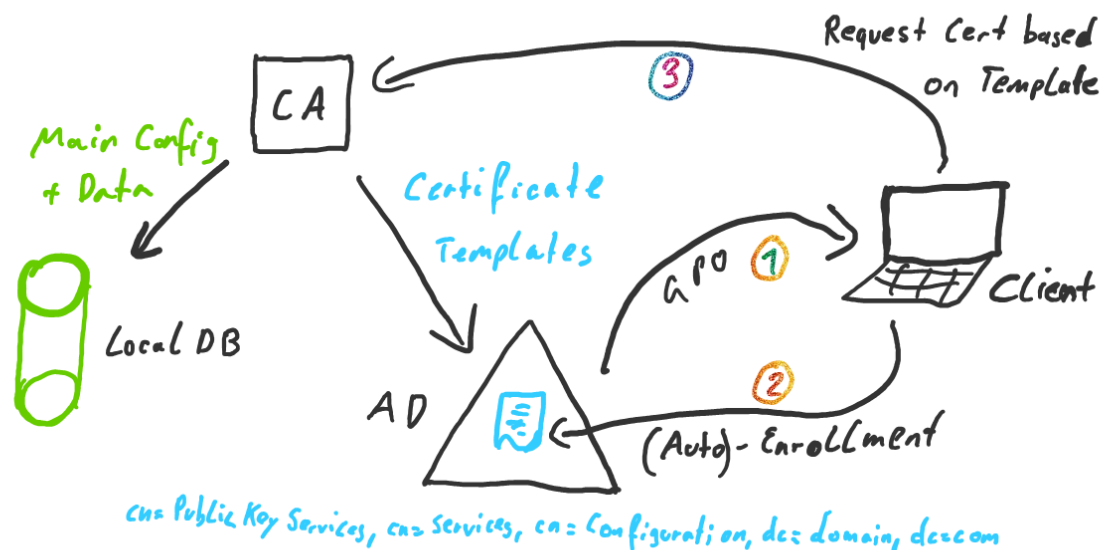 Request Cert based
on Template
3
CA
Main Config
+ Data
Certificate
Templates
GPO
1
Client
Local DB
2
AD
(Auto)-Enrollment
cn=Public Key Services, cn=Services, cn=Configuration, dc=domain, dc=com